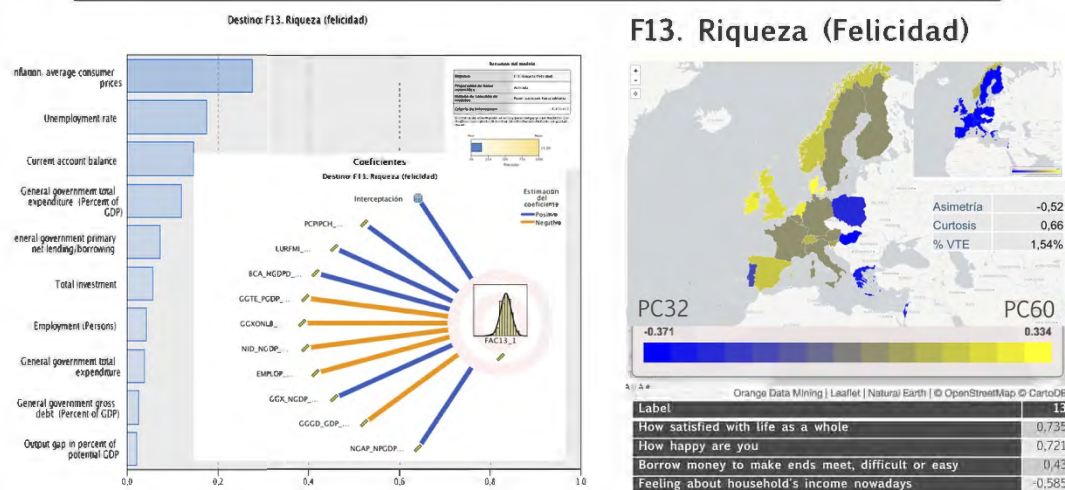 Destino: F13. Riqueza (felicidad)
nflation, average consumer
prices
Unemployment rate
Current account balance
General government total
expenditure (Percent of
GDP)
eneral government primary
net lending/borrowing
Total investment
Employment (Persons)
General government total
expenditure
General government gross
debt (Percent of GDP)
Output gap in percent of
potential GDP
0,0
0,2
0,4
0,6
0,8
1,0
Resumen del modelo
Coeficientes
Destino: F13. Riqueza (felicidad)
Interceptación
PCPIPCH_...
LURFMI_...
BCA_NGDPD_...
GGTE_PGDP_...
GGXONLB_
NID_NGDP_...
EMPLOP_...
GGX_NGDP_...
GGGD_GDP_...
NGAP_NPGDP_...
Estimación
del
coeficiente
Positivo
Negativo
FAC13_1
F13. Riqueza (Felicidad)
Asimetría -0,52
Curtosis 0,66
% VTE 1,54%
PC32
PC60
-0.371
0.334
Orange Data Mining | Leaflet | Natural Earth | © OpenStreetMap © CartoDB
Label 13
How satisfied with life as a whole 0,735
How happy are you 0,721
Borrow money to make ends meet, difficult or easy 0,43
Feeling about household's income nowadays -0,585